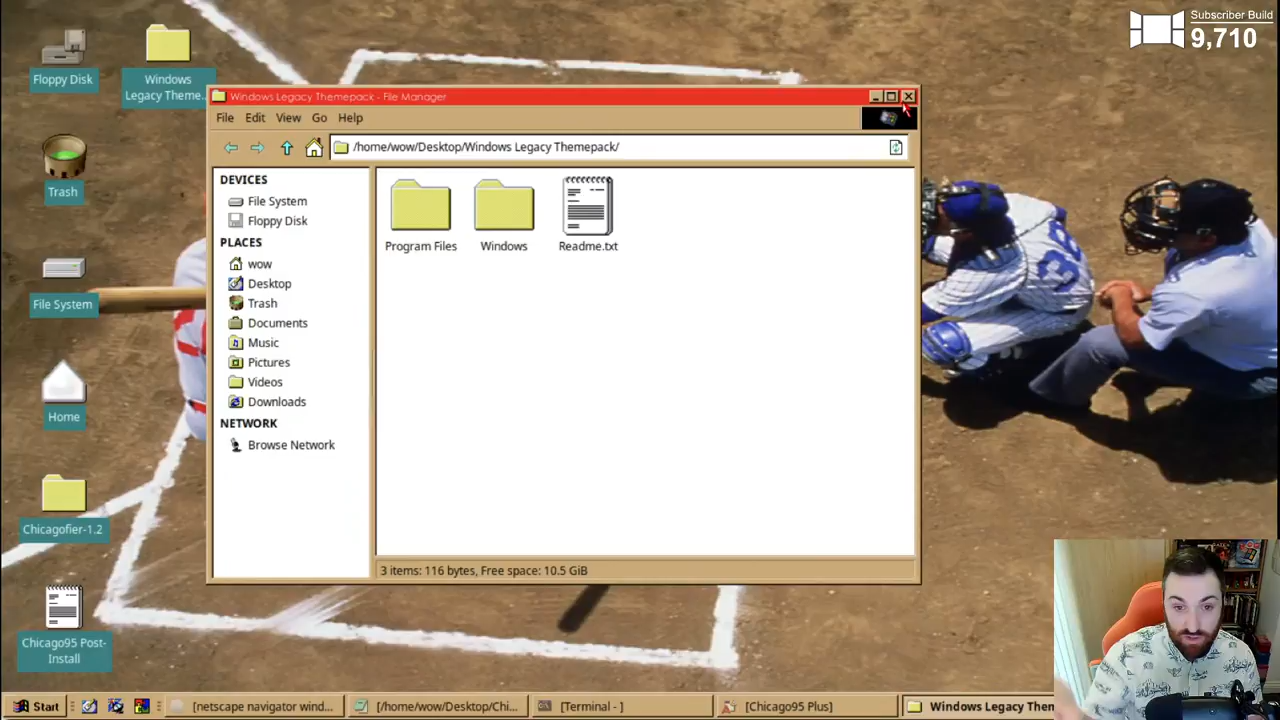 Subscriber Build
9,710
Floppy Disk
Windows
Legacy Theme..
Trash
File System
Home
Chicagofier-1.2
Chicago95 Post-
Install
Windows Legacy Themepack - File Manager
File Edit View Go Help
/home/wow/Desktop/Windows Legacy Themepack/
DEVICES
File System
Floppy Disk
PLACES
wow
Desktop
Trash
Documents
Music
Pictures
Videos
Downloads
NETWORK
Browse Network
Program Files
Windows
Readme.txt
3 items: 116 bytes, Free space: 10.5 GiB
Start
[netscape navigator wind...
[/home/wow/Desktop/Chi...
[Terminal - ]
[Chicago95 Plus]
Windows Legacy Then